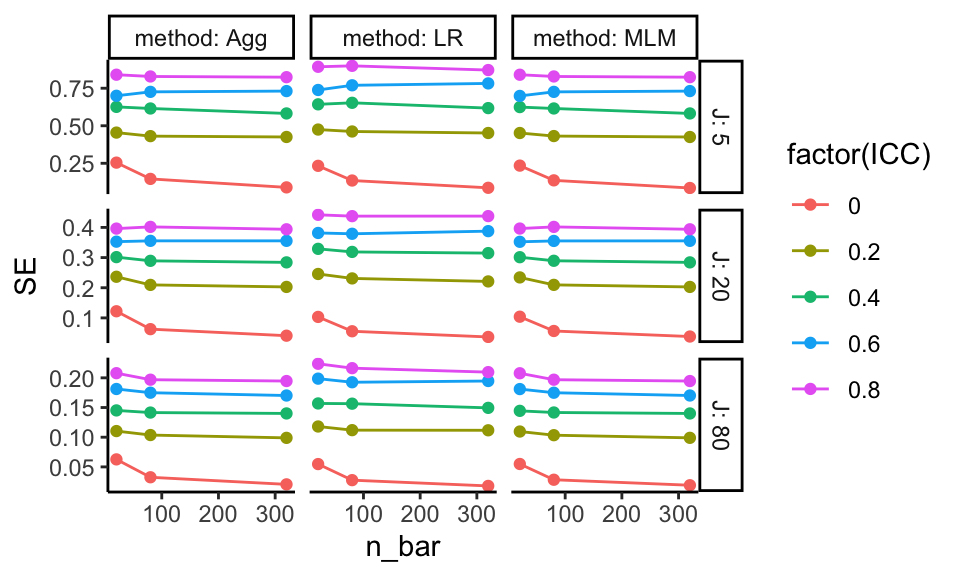 method: Agg
method: LR
method: MLM
0.75
0.50
0.25
J: 5
0.4
0.3
0.2
0.1
J: 20
0.20
0.15
0.10
0.05
J: 80
100 200 300
100 200 300
100 200 300
n_bar
SE
factor(ICC)
0
0.2
0.4
0.6
0.8